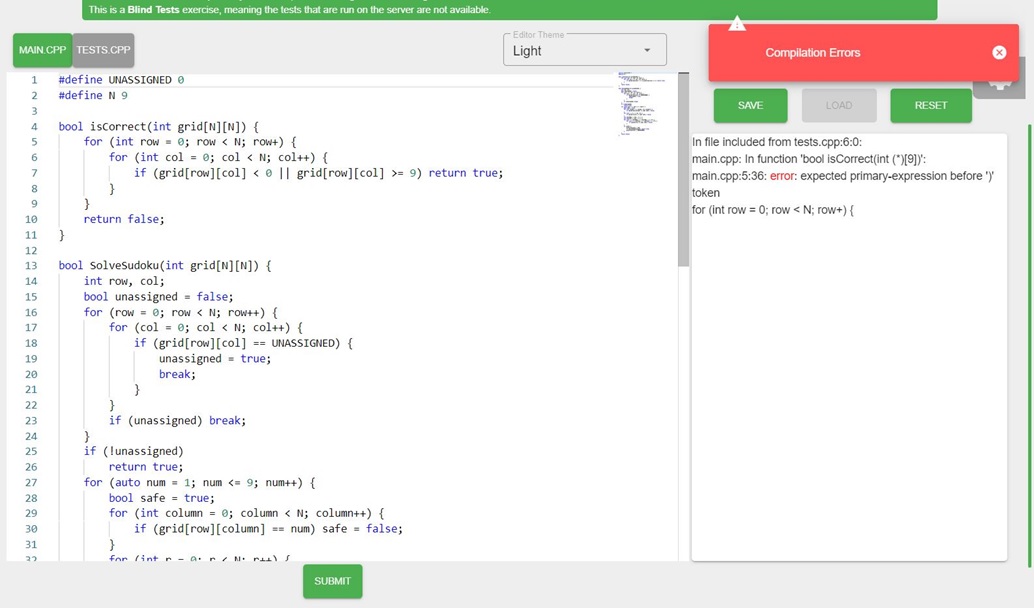 This is a Blind Tests exercise, meaning the tests that are run on the server are not available.
MAIN.CPP TESTS.CPP
Editor Theme
Light
Compilation Errors
SAVE LOAD RESET
1 #define UNASSIGNED 0
2 #define N 9
3
4 bool isCorrect(int grid[N][N]) {
5 for (int row = 0; row < N; row+) {
6 for (int col = 0; col < N; col++) {
7 if (grid[row][col] < 0 || grid[row][col] >= 9) return true;
8 }
9 }
10 return false;
11 }
12
13 bool SolveSudoku(int grid[N][N]) {
14 int row, col;
15 bool unassigned = false;
16 for (row = 0; row < N; row++) {
17 for (col = 0; col < N; col++) {
18 if (grid[row][col] == UNASSIGNED) {
19 unassigned = true;
20 break;
21 }
22 }
23 if (unassigned) break;
24 }
25 if (!unassigned)
26 return true;
27 for (auto num = 1; num <= 9; num++) {
28 bool safe = true;
29 for (int column = 0; column < N; column++) {
30 if (grid[row][column] == num) safe = false;
31 }
32 for (int r = 0; r < N; r++) {
In file included from tests.cpp:6:0:
main.cpp: In function 'bool isCorrect(int (*)[9])':
main.cpp:5:36: error: expected primary-expression before ')'
token
for (int row = 0; row < N; row+) {
SUBMIT